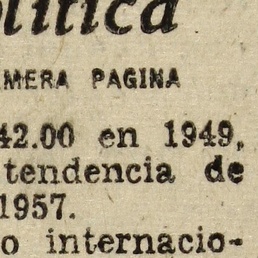 olítica
MERA PAGINA
42.00 en 1949,
tendencia de
1957.
o internacio-